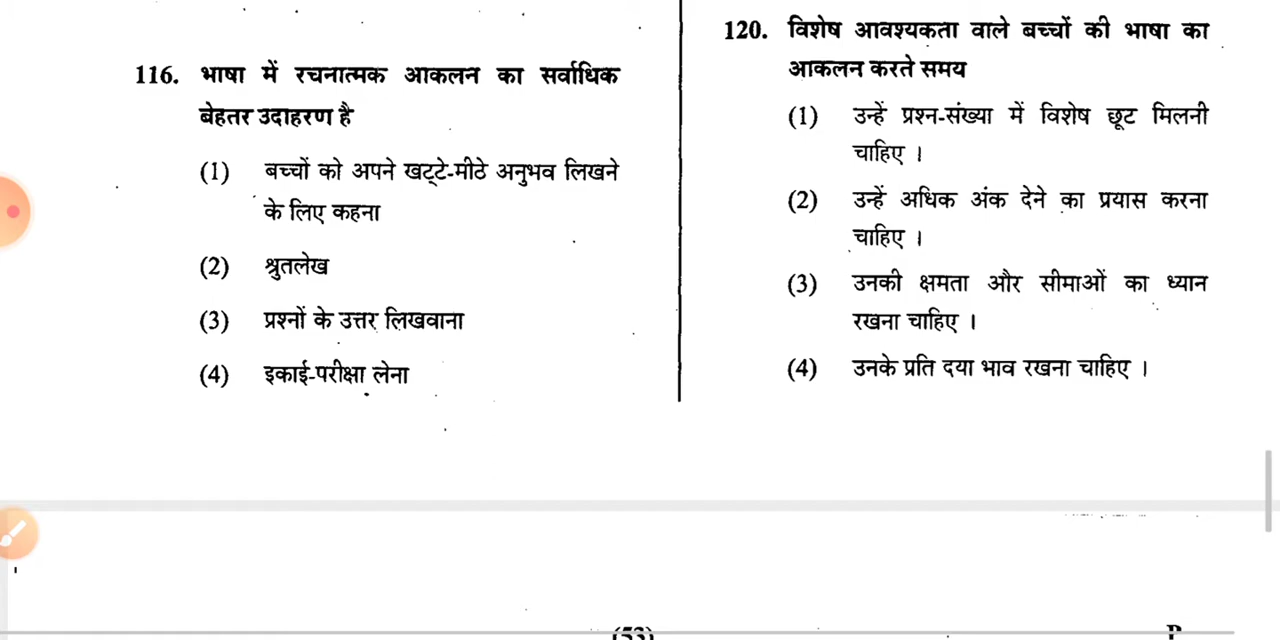 116. भाषा में रचनात्मक आकलन का सर्वाधिक
बेहतर उदाहरण है
(1) बच्चों को अपने खट्टे-मीठे अनुभव लिखने
के लिए कहना
(2) श्रुतलेख
(3) प्रश्नों के उत्तर लिखवाना
(4) इकाई-परीक्षा लेना
120. विशेष आवश्यकता वाले बच्चों की भाषा का
आकलन करते समय
(1) उन्हें प्रश्न-संख्या में विशेष छूट मिलनी
चाहिए ।
(2) उन्हें अधिक अंक देने का प्रयास करना
चाहिए ।
(3) उनकी क्षमता और सीमाओं का ध्यान
रखना चाहिए ।
(4) उनके प्रति दया भाव रखना चाहिए ।
(53)
P